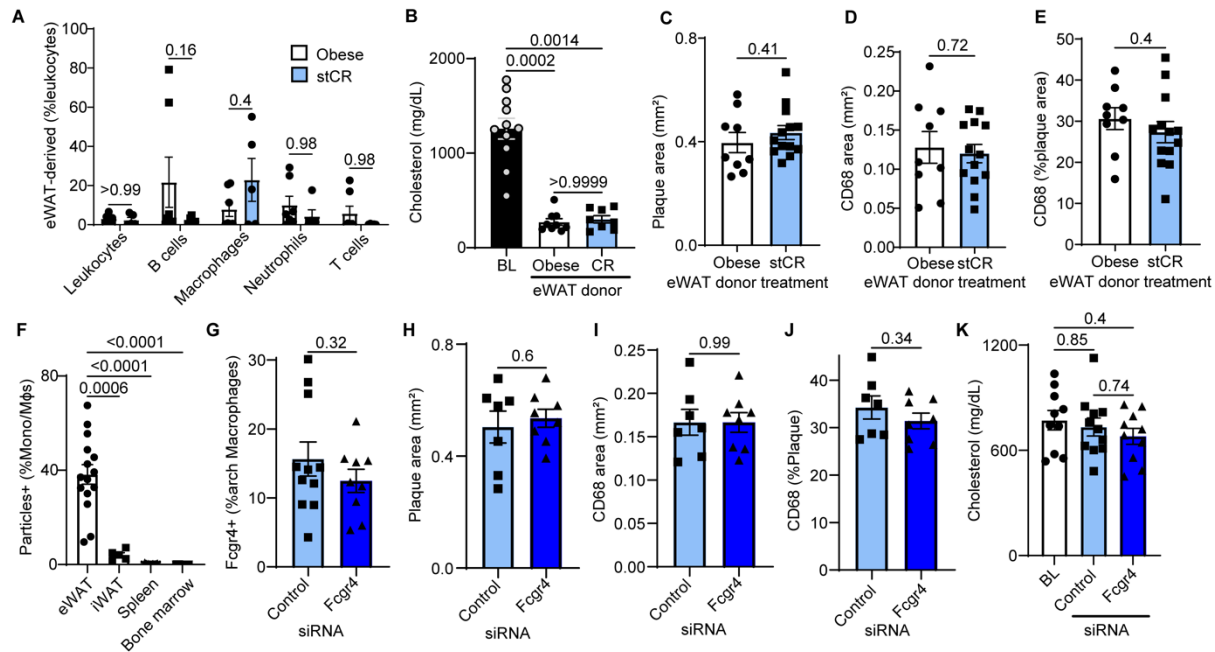 A
eWAT-derived (%leukocytes)
100
80
60
40
20
0
0.16
0.4
0.98
0.98
>0.99
Obese
stCR
Leukocytes
B cells
Macrophages
Neutrophils
T cells
B
Cholesterol (mg/dL)
2000
1000
0
0.0014
0.0002
>0.9999
BL
Obese
CR
eWAT donor
C
Plaque area (mm²)
0.8
0.4
0.0
0.41
Obese stCR
eWAT donor treatment
D
CD68 area (mm²)
0.25
0.20
0.15
0.10
0.05
0.00
0.72
Obese stCR
eWAT donor treatment
E
CD68 (%plaque area)
50
40
30
20
10
0
0.4
Obese stCR
eWAT donor treatment
F
Particles+ (%Mono/Mϕs)
80
40
0
<0.0001
<0.0001
0.0006
eWAT
iWAT
Spleen
Bone marrow
G
Fcgr4+ (%arch Macrophages)
30
20
10
0
0.32
Control
Fcgr4
siRNA
H
Plaque area (mm²)
0.8
0.6
0.4
0.2
0.0
0.6
Control
Fcgr4
siRNA
I
CD68 area (mm²)
0.25
0.20
0.15
0.10
0.05
0.00
0.99
Control
Fcgr4
siRNA
J
CD68 (%Plaque)
40
30
20
10
0
0.34
Control
Fcgr4
siRNA
K
Cholesterol (mg/dL)
1200
600
0
0.4
0.85
0.74
BL
Control
Fcgr4
siRNA